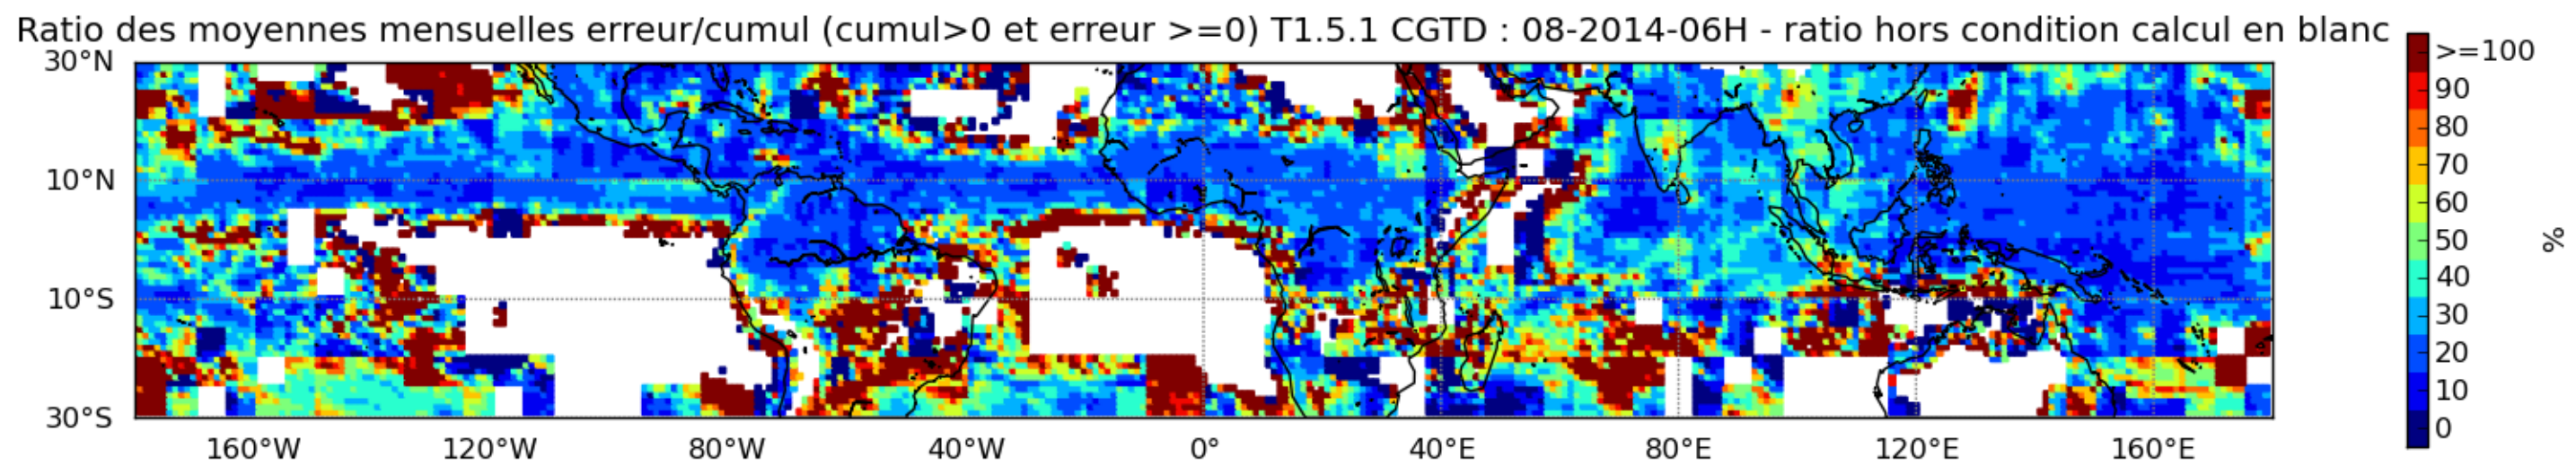 Ratio des moyennes mensuelles erreur/cumul (cumul>0 et erreur >=0) T1.5.1 CGTD : 08-2014-06H - ratio hors condition calcul en blanc
30°N
10°N
10°S
30°S
160°W 120°W 80°W 40°W 0° 40°E 80°E 120°E 160°E
>=100
90
80
70
60
50
40
30
20
10
0
%